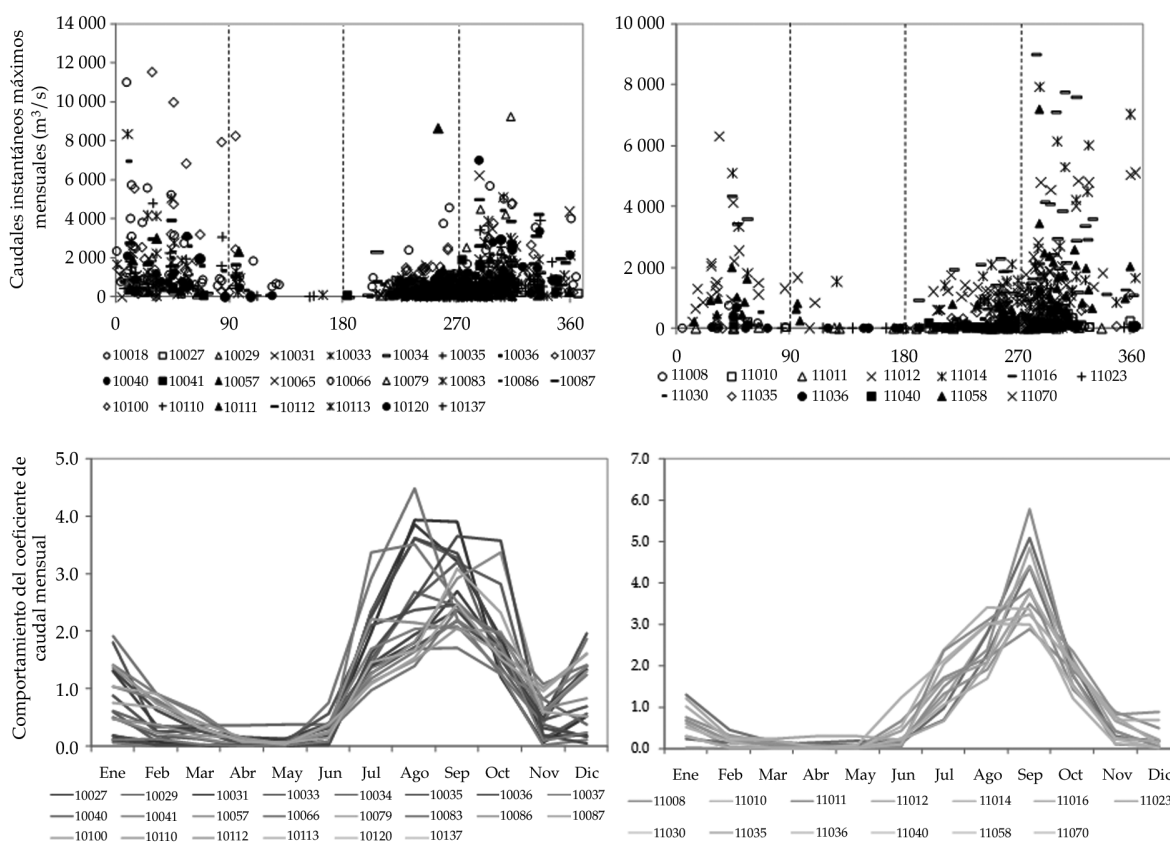 Caudales instantáneos máximos
mensuales (m³/s)
14 000
12 000
10 000
8 000
6 000
4 000
2 000
0
0 90 180 270 360
10018 10027 10029 10031 10033 10034 10035 10036 10037
10040 10041 10057 10065 10066 10079 10083 10086 10087
10100 10110 10111 10112 10113 10120 10137
10 000
8 000
6 000
4 000
2 000
0
0 90 180 270 360
11008 11010 11011 11012 11014 11016 11023
11030 11035 11036 11040 11058 11070
Comportamiento del coeficiente de
caudal mensual
5.0
4.0
3.0
2.0
1.0
0.0
Ene Feb Mar Abr May Jun Jul Ago Sep Oct Nov Dic
10027 10029 10031 10033 10034 10035 10036 10037
10040 10041 10057 10066 10079 10083 10086 10087
10100 10110 10112 10113 10120 10137
7.0
6.0
5.0
4.0
3.0
2.0
1.0
0.0
Ene Feb Mar Abr May Jun Jul Ago Sep Oct Nov Dic
11008 11010 11011 11012 11014 11016 11023
11030 11035 11036 11040 11058 11070